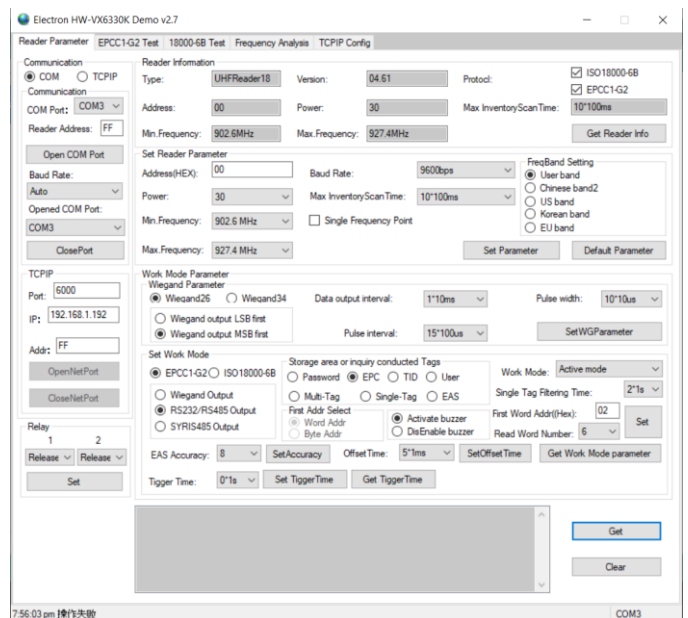 Electron HW-VX6330K Demo v2.7
Reader Parameter EPCC1-G2 Test 18000-6B Test Frequency Analysis TCPIP Config
Communication
COM TCPIP
Communication
COM Port: COM3
Reader Address: FF
Open COM Port
Baud Rate:
Auto
Opened COM Port:
COM3
ClosePort
TCPIP
Port: 6000
IP: 192.168.1.192
Addr: FF
OpenNetPort
CloseNetPort
Relay
1 2
Release Release
Set
Reader Information
Type: UHFReader18 Version: 04.61 Protocl: ISO18000-6B
EPCC1-G2
Address: 00 Power: 30 Max InventoryScanTime: 10*100ms
Min.Frequency: 902.6MHz Max.Frequency: 927.4MHz Get Reader Info
Set Reader Parameter
Address(HEX): 00 Baud Rate: 9600bps
Power: 30 Max InventoryScanTime: 10*100ms
Min.Frequency: 902.6 MHz Single Frequency Point
Max.Frequency: 927.4 MHz Set Parameter Default Parameter
FreqBand Setting
User band
Chinese band2
US band
Korean band
EU band
Work Mode Parameter
Wiegand Parameter
Wiegand26 Wiegand34 Data output interval: 1*10ms Pulse width: 10*10us
Wiegand output LSB first
Wiegand output MSB first Pulse interval: 15*100us SetWGParameter
Set Work Mode
EPCC1-G2 ISO18000-6B
Wiegand Output
RS232/RS485 Output
SYRIS485 Output
Storage area or inquiry conducted Tags
Password EPC TID User
Multi-Tag Single-Tag EAS
First Addr Select
Word Addr
Byte Addr
Activate buzzer
DisEnable buzzer
Work Mode: Active mode
Single Tag Filtering Time: 2*1s
First Word Addr((Hex): 02
Read Word Number: 6 Set
EAS Accuracy: 8 SetAccuracy OffsetTime: 5*1ms SetOffsetTime Get Work Mode parameter
Tigger Time: 0*1s Set TiggerTime Get TiggerTime
Get
Clear
7:56:03 pm 操作失败 COM3